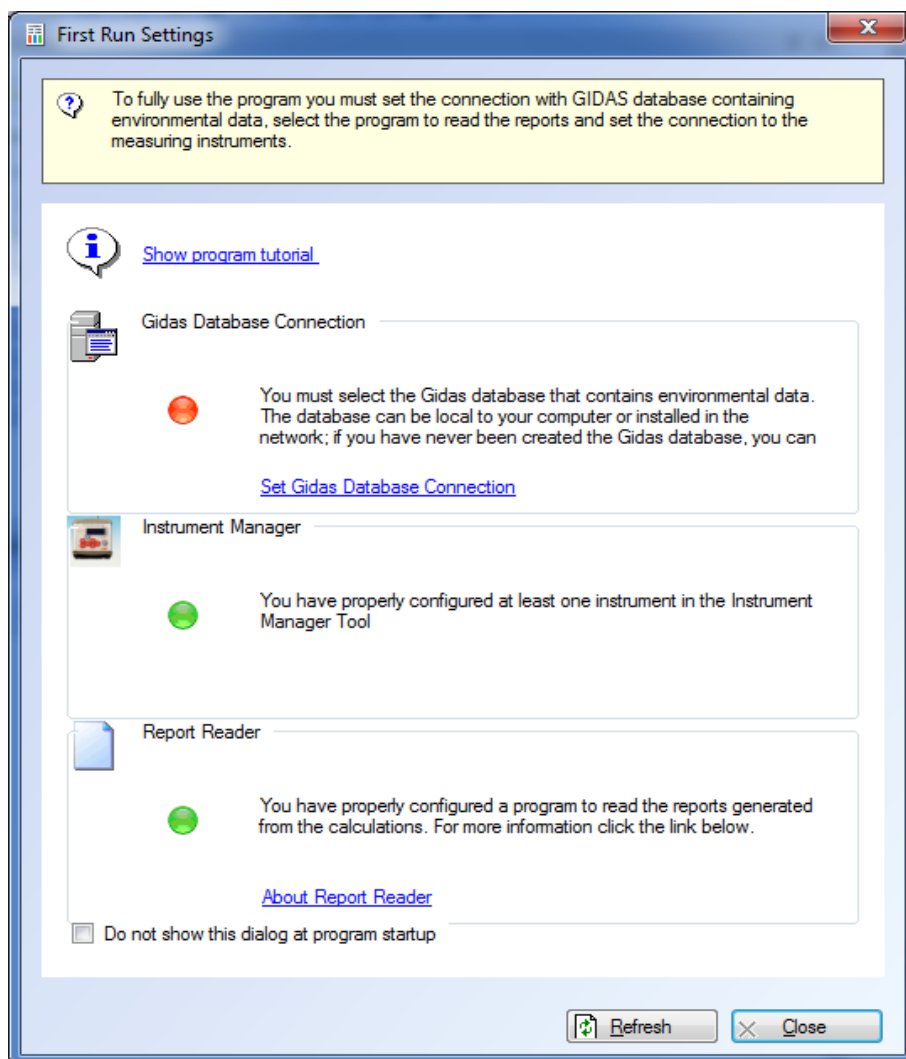 First Run Settings
To fully use the program you must set the connection with GIDAS database containing
environmental data, select the program to read the reports and set the connection to the
measuring instruments.
Show program tutorial
Gidas Database Connection
You must select the Gidas database that contains environmental data.
The database can be local to your computer or installed in the
network; if you have never been created the Gidas database, you can
Set Gidas Database Connection
Instrument Manager
You have properly configured at least one instrument in the Instrument
Manager Tool
Report Reader
You have properly configured a program to read the reports generated
from the calculations. For more information click the link below.
About Report Reader
Do not show this dialog at program startup
Refresh
Close